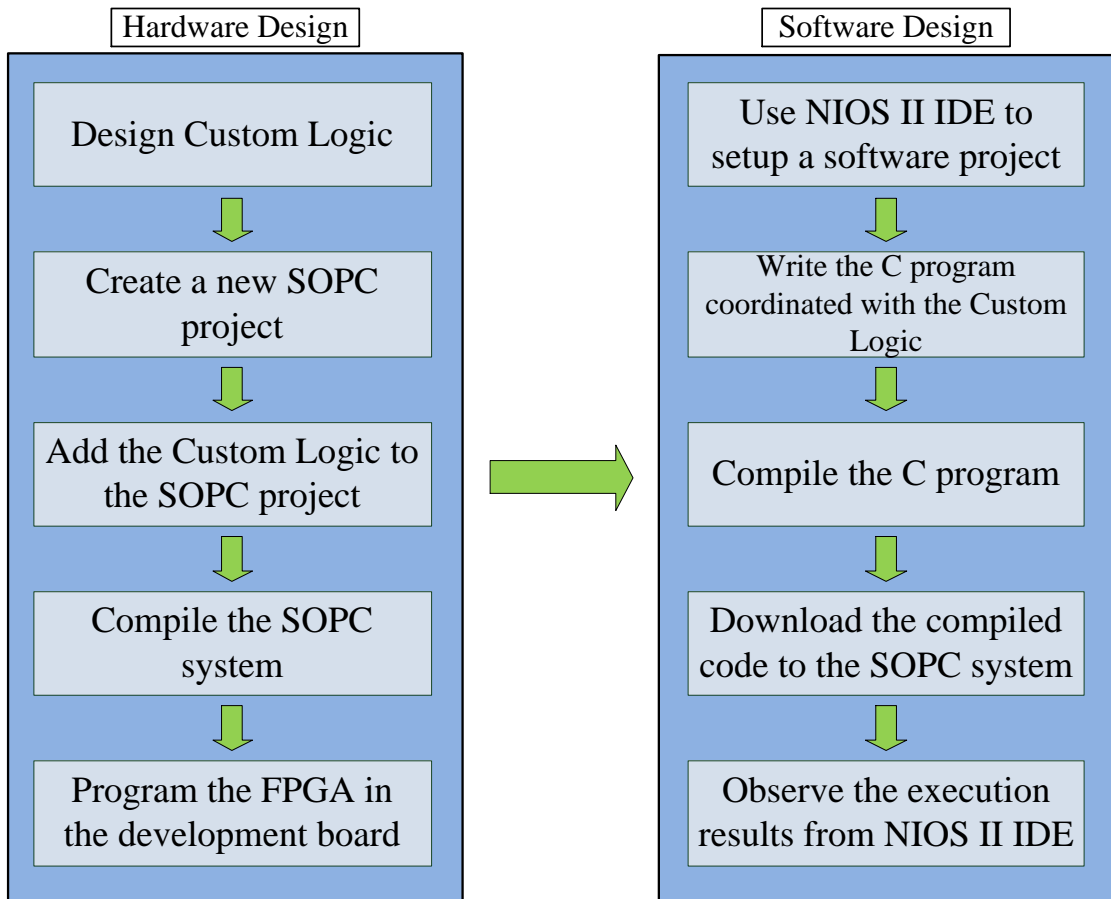 Hardware Design
Design Custom Logic
Create a new SOPC
project
Add the Custom Logic to
the SOPC project
Compile the SOPC
system
Program the FPGA in
the development board
Software Design
Use NIOS II IDE to
setup a software project
Write the C program
coordinated with the Custom
Logic
Compile the C program
Download the compiled
code to the SOPC system
Observe the execution
results from NIOS II IDE